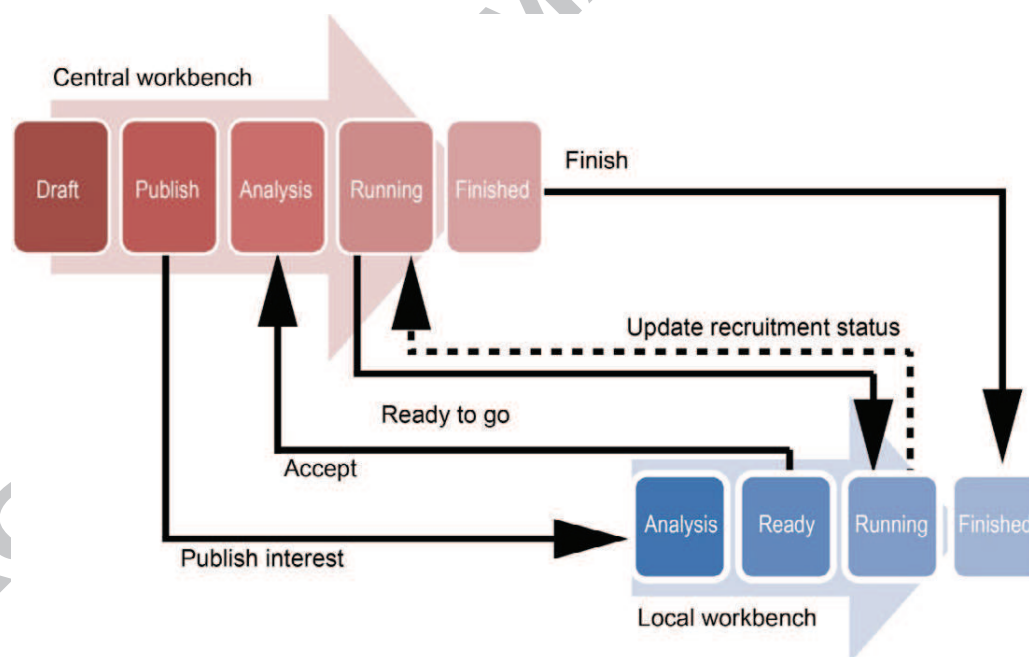 Central workbench
Draft
Publish
Analysis
Running
Finished
Finish
Update recruitment status
Ready to go
Accept
Publish interest
Analysis
Ready
Running
Finished
Local workbench